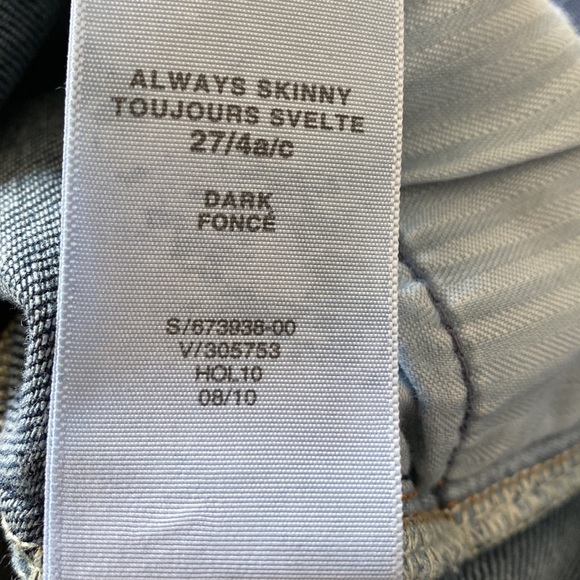 ALWAYS SKINNY
TOUJOURS SVELTE
27/4a/c
DARK
FONCÉ
S/673938-00
V/305753
HOL10
08/10